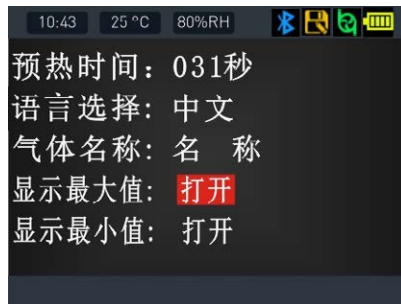 10:43 25 °C 80%RH
预热时间：031秒
语言选择: 中文
气体名称: 名 称
显示最大值: 打开
显示最小值: 打开